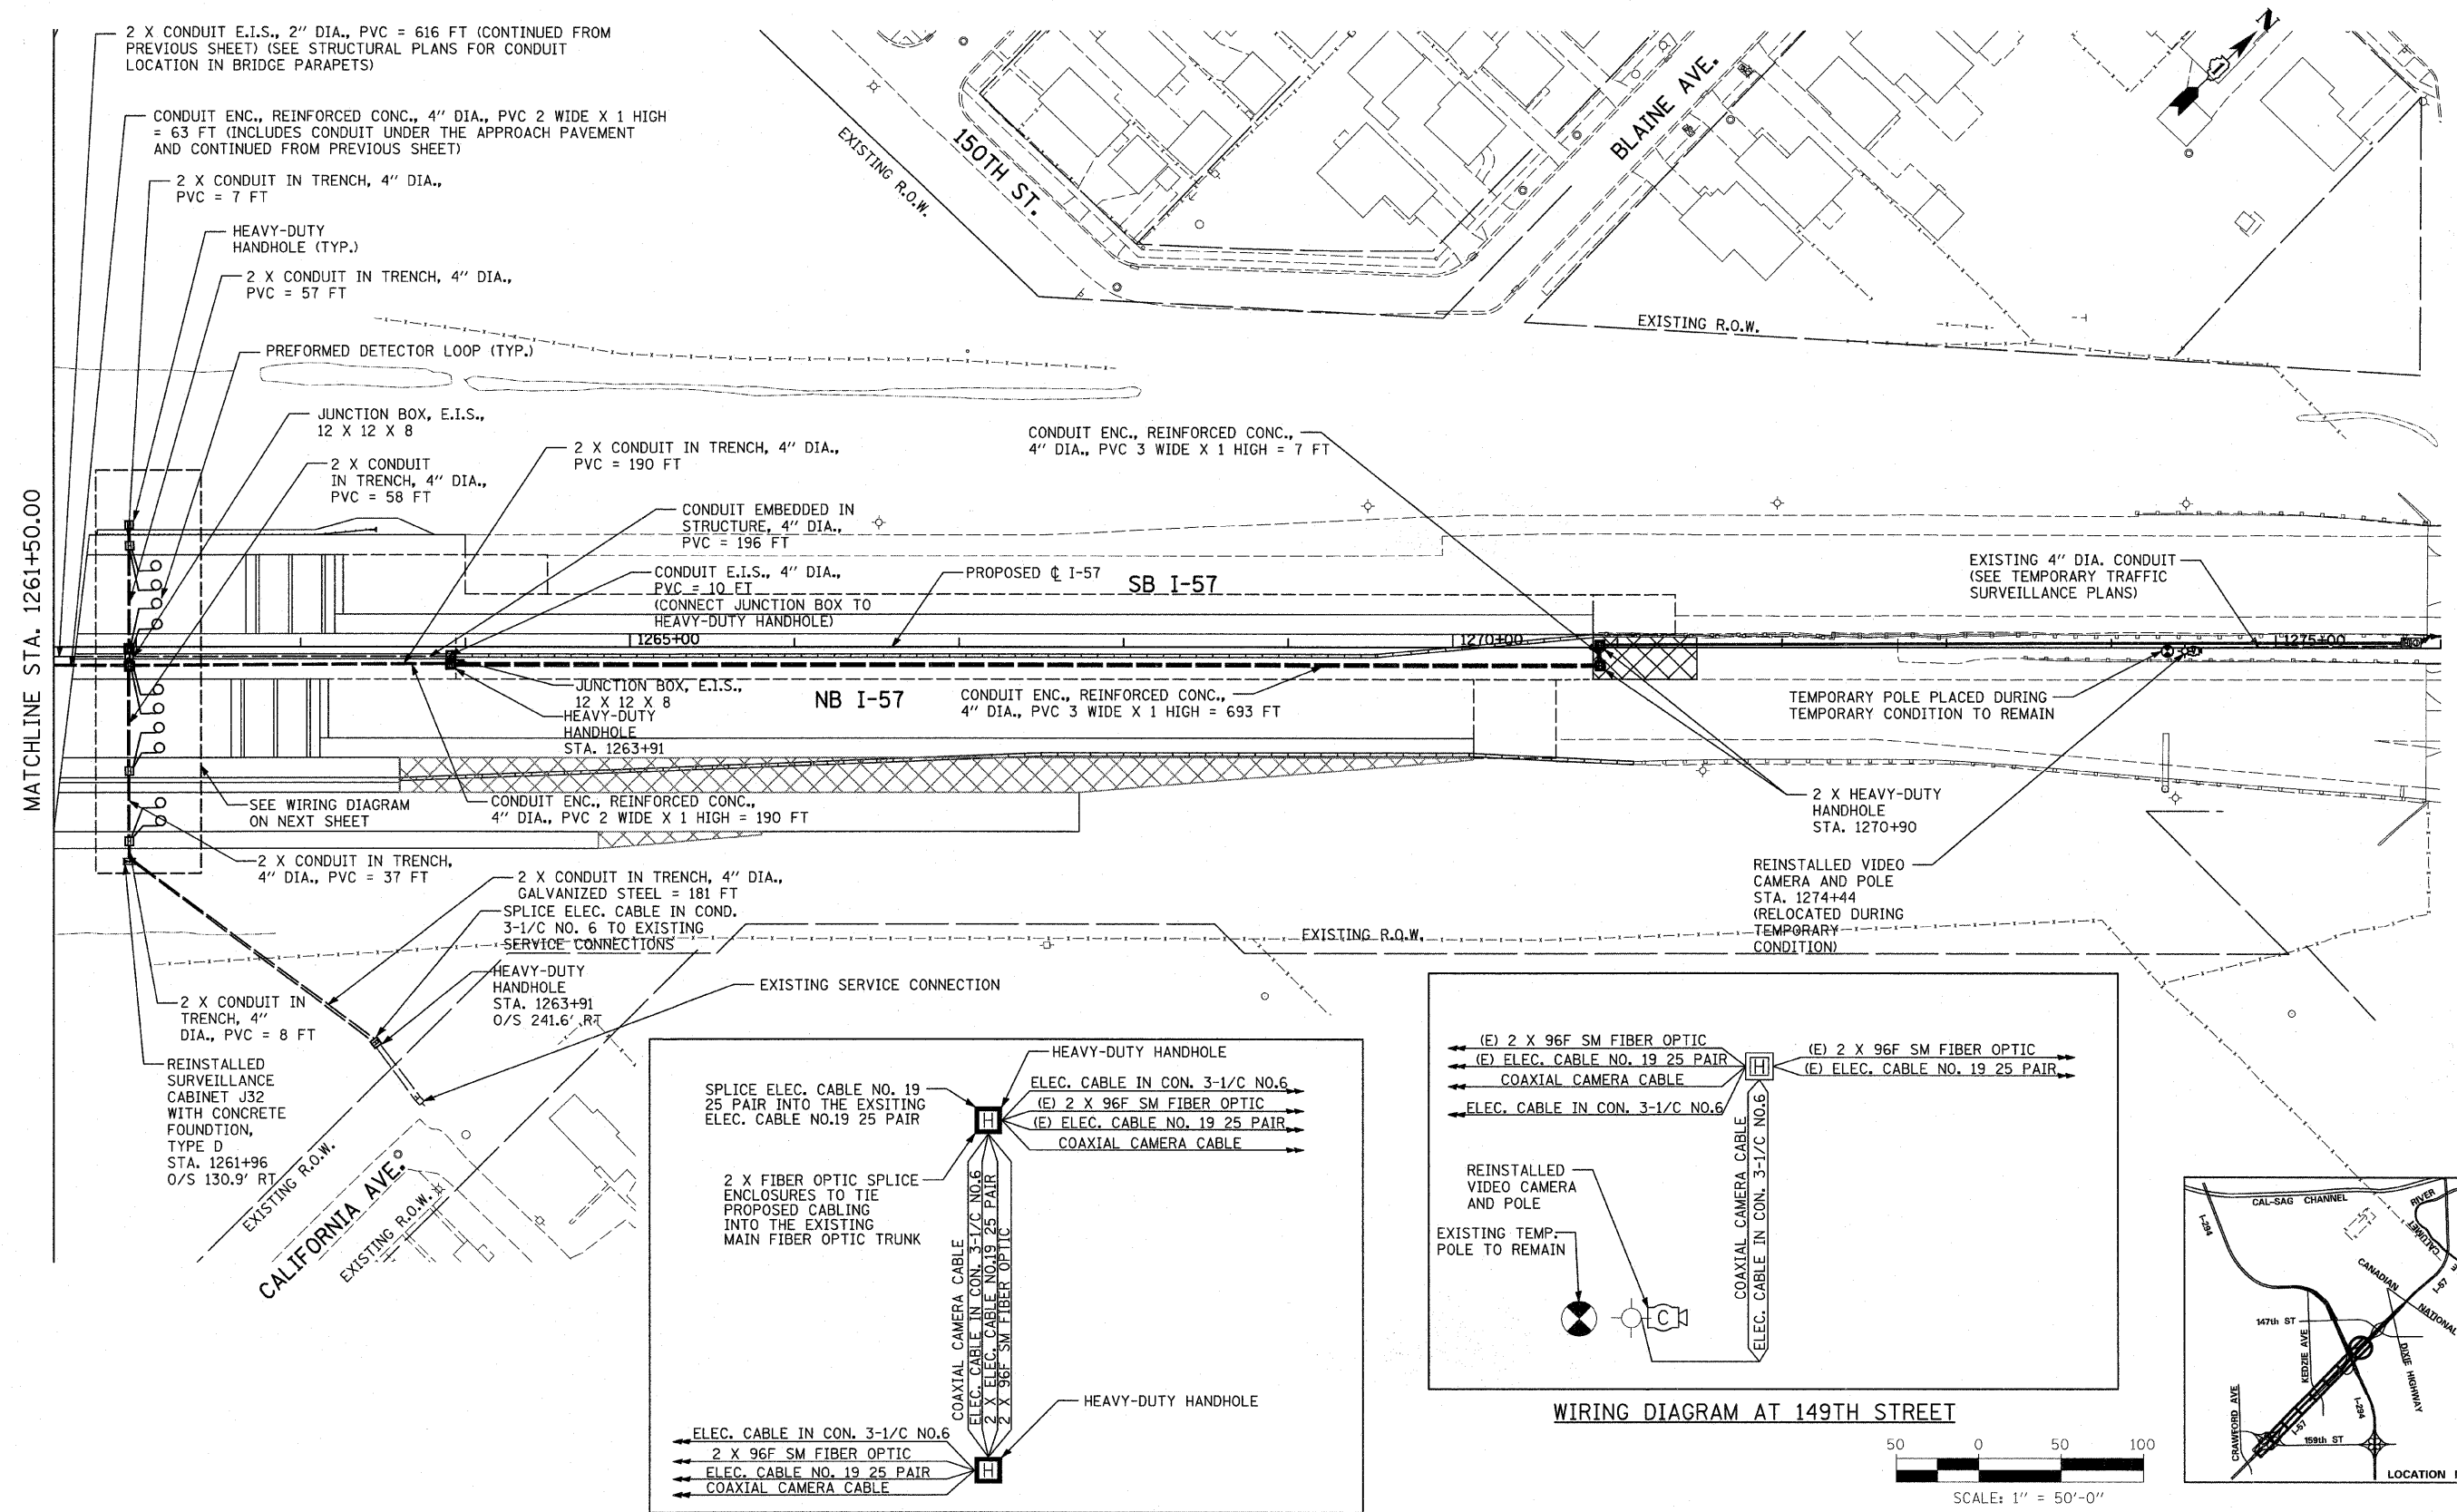 2 X CONDUIT E.I.S., 2" DIA., PVC = 616 FT (CONTINUED FROM
PREVIOUS SHEET) (SEE STRUCTURAL PLANS FOR CONDUIT
LOCATION IN BRIDGE PARAPETS)
CONDUIT ENC., REINFORCED CONC., 4" DIA., PVC 2 WIDE X 1 HIGH
= 63 FT (INCLUDES CONDUIT UNDER THE APPROACH PAVEMENT
AND CONTINUED FROM PREVIOUS SHEET)
2 X CONDUIT IN TRENCH, 4" DIA.,
PVC = 7 FT
HEAVY-DUTY
HANDHOLE (TYP.)
2 X CONDUIT IN TRENCH, 4" DIA.,
PVC = 57 FT
PREFORMED DETECTOR LOOP (TYP.)
JUNCTION BOX, E.I.S.,
12 X 12 X 8
2 X CONDUIT
IN TRENCH, 4" DIA.,
PVC = 58 FT
2 X CONDUIT IN TRENCH, 4" DIA.,
PVC = 190 FT
CONDUIT EMBEDDED IN
STRUCTURE, 4" DIA.,
PVC = 196 FT
CONDUIT E.I.S., 4" DIA.,
PVC = 10 FT
(CONNECT JUNCTION BOX TO
HEAVY-DUTY HANDHOLE)
CONDUIT ENC., REINFORCED CONC.,
4" DIA., PVC 3 WIDE X 1 HIGH = 7 FT
PROPOSED ℄ I-57
SB I-57
EXISTING R.O.W.
150TH ST.
BLAINE AVE.
EXISTING R.O.W.
N
1
EXISTING 4" DIA. CONDUIT
(SEE TEMPORARY TRAFFIC
SURVEILLANCE PLANS)
MATCHLINE STA. 1261+50.00
1265+00
1270+00
1275+00
JUNCTION BOX, E.I.S.,
12 X 12 X 8
HEAVY-DUTY
HANDHOLE
STA. 1263+91
NB I-57
CONDUIT ENC., REINFORCED CONC.,
4" DIA., PVC 3 WIDE X 1 HIGH = 693 FT
TEMPORARY POLE PLACED DURING
TEMPORARY CONDITION TO REMAIN
2 X HEAVY-DUTY
HANDHOLE
STA. 1270+90
REINSTALLED VIDEO
CAMERA AND POLE
STA. 1274+44
(RELOCATED DURING
TEMPORARY
CONDITION)
SEE WIRING DIAGRAM
ON NEXT SHEET
CONDUIT ENC., REINFORCED CONC.,
4" DIA., PVC 2 WIDE X 1 HIGH = 190 FT
2 X CONDUIT IN TRENCH,
4" DIA., PVC = 37 FT
2 X CONDUIT IN TRENCH, 4" DIA.,
GALVANIZED STEEL = 181 FT
SPLICE ELEC. CABLE IN COND.
3-1/C NO. 6 TO EXISTING
SERVICE CONNECTIONS
HEAVY-DUTY
HANDHOLE
STA. 1263+91
O/S 241.6' RT
EXISTING SERVICE CONNECTION
EXISTING R.O.W.
2 X CONDUIT IN
TRENCH, 4"
DIA., PVC = 8 FT
REINSTALLED
SURVEILLANCE
CABINET J32
WITH CONCRETE
FOUNDTION,
TYPE D
STA. 1261+96
O/S 130.9' RT
EXISTING R.O.W.
CALIFORNIA AVE.
EXISTING R.O.W.
HEAVY-DUTY HANDHOLE
SPLICE ELEC. CABLE NO. 19
25 PAIR INTO THE EXSITING
ELEC. CABLE NO.19 25 PAIR
H
ELEC. CABLE IN CON. 3-1/C NO.6
(E) 2 X 96F SM FIBER OPTIC
(E) ELEC. CABLE NO. 19 25 PAIR
COAXIAL CAMERA CABLE
2 X FIBER OPTIC SPLICE
ENCLOSURES TO TIE
PROPOSED CABLING
INTO THE EXISTING
MAIN FIBER OPTIC TRUNK
COAXIAL CAMERA CABLE
ELEC. CABLE IN CON. 3-1/C NO.6
2 X ELEC. CABLE NO.19 25 PAIR
2 X 96F SM FIBER OPTIC
HEAVY-DUTY HANDHOLE
H
ELEC. CABLE IN CON. 3-1/C NO.6
2 X 96F SM FIBER OPTIC
ELEC. CABLE NO. 19 25 PAIR
COAXIAL CAMERA CABLE
(E) 2 X 96F SM FIBER OPTIC
(E) ELEC. CABLE NO. 19 25 PAIR
COAXIAL CAMERA CABLE
ELEC. CABLE IN CON. 3-1/C NO.6
H
(E) 2 X 96F SM FIBER OPTIC
(E) ELEC. CABLE NO. 19 25 PAIR
COAXIAL CAMERA CABLE
ELEC. CABLE IN CON. 3-1/C NO.6
REINSTALLED
VIDEO CAMERA
AND POLE
EXISTING TEMP.
POLE TO REMAIN
C
WIRING DIAGRAM AT 149TH STREET
50 0 50 100
SCALE: 1" = 50'-0"
CAL-SAG CHANNEL
RIVER
CALUMET
I-294
CANADIAN
NATIONAL
I-57
147th ST
KEDZIE AVE
DIXIE HIGHWAY
CRAWFORD AVE
I-57
I-294
159th ST
LOCATION